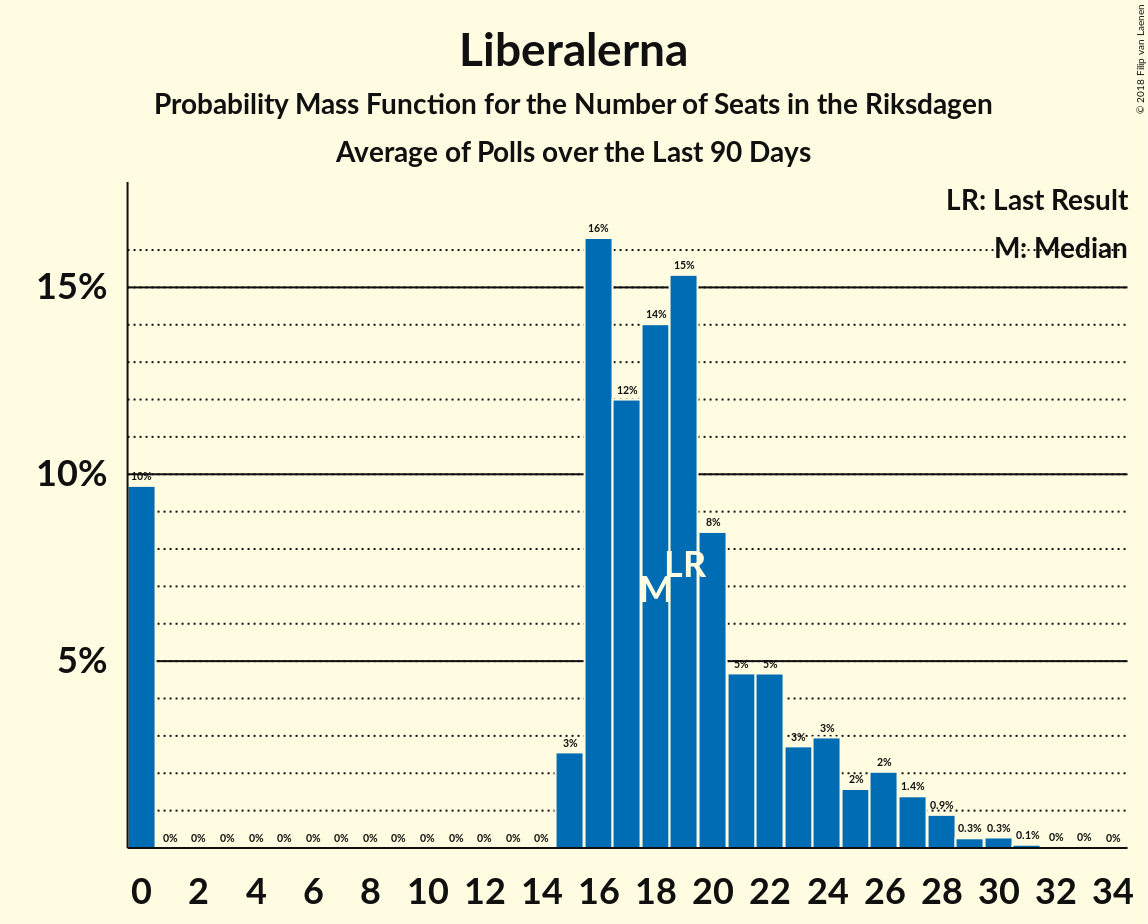 © 2018 Filip van Laenen
Liberalerna
Probability Mass Function for the Number of Seats in the Riksdagen
Average of Polls over the Last 90 Days
LR: Last Result
M: Median
15%
10%
5%
10% 0% 0% 0% 0% 0% 0% 0% 0% 0% 0% 0% 0% 0% 0% 3% 16% 12% 14% 15% 8% 5% 5% 3% 3% 2% 2% 1.4% 0.9% 0.3% 0.3% 0.1% 0% 0% 0%
M LR
0 2 4 6 8 10 12 14 16 18 20 22 24 26 28 30 32 34